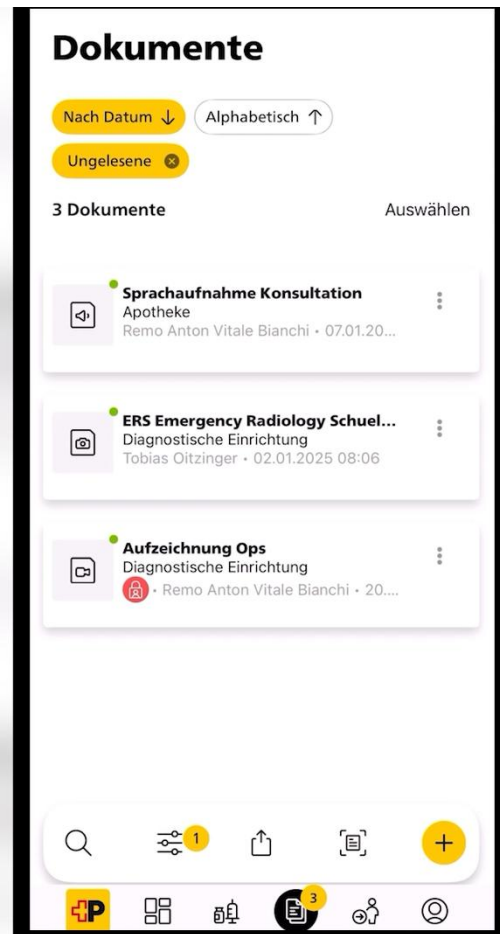 Dokumente
Nach Datum ↓ Alphabetisch ↑
Ungelesene
3 Dokumente Auswählen
Sprachaufnahme Konsultation
Apotheke
Remo Anton Vitale Bianchi • 07.01.20...
ERS Emergency Radiology Schuel...
Diagnostische Einrichtung
Tobias Oitzinger • 02.01.2025 08:06
Aufzeichnung Ops
Diagnostische Einrichtung
• Remo Anton Vitale Bianchi • 20....
1
P 3